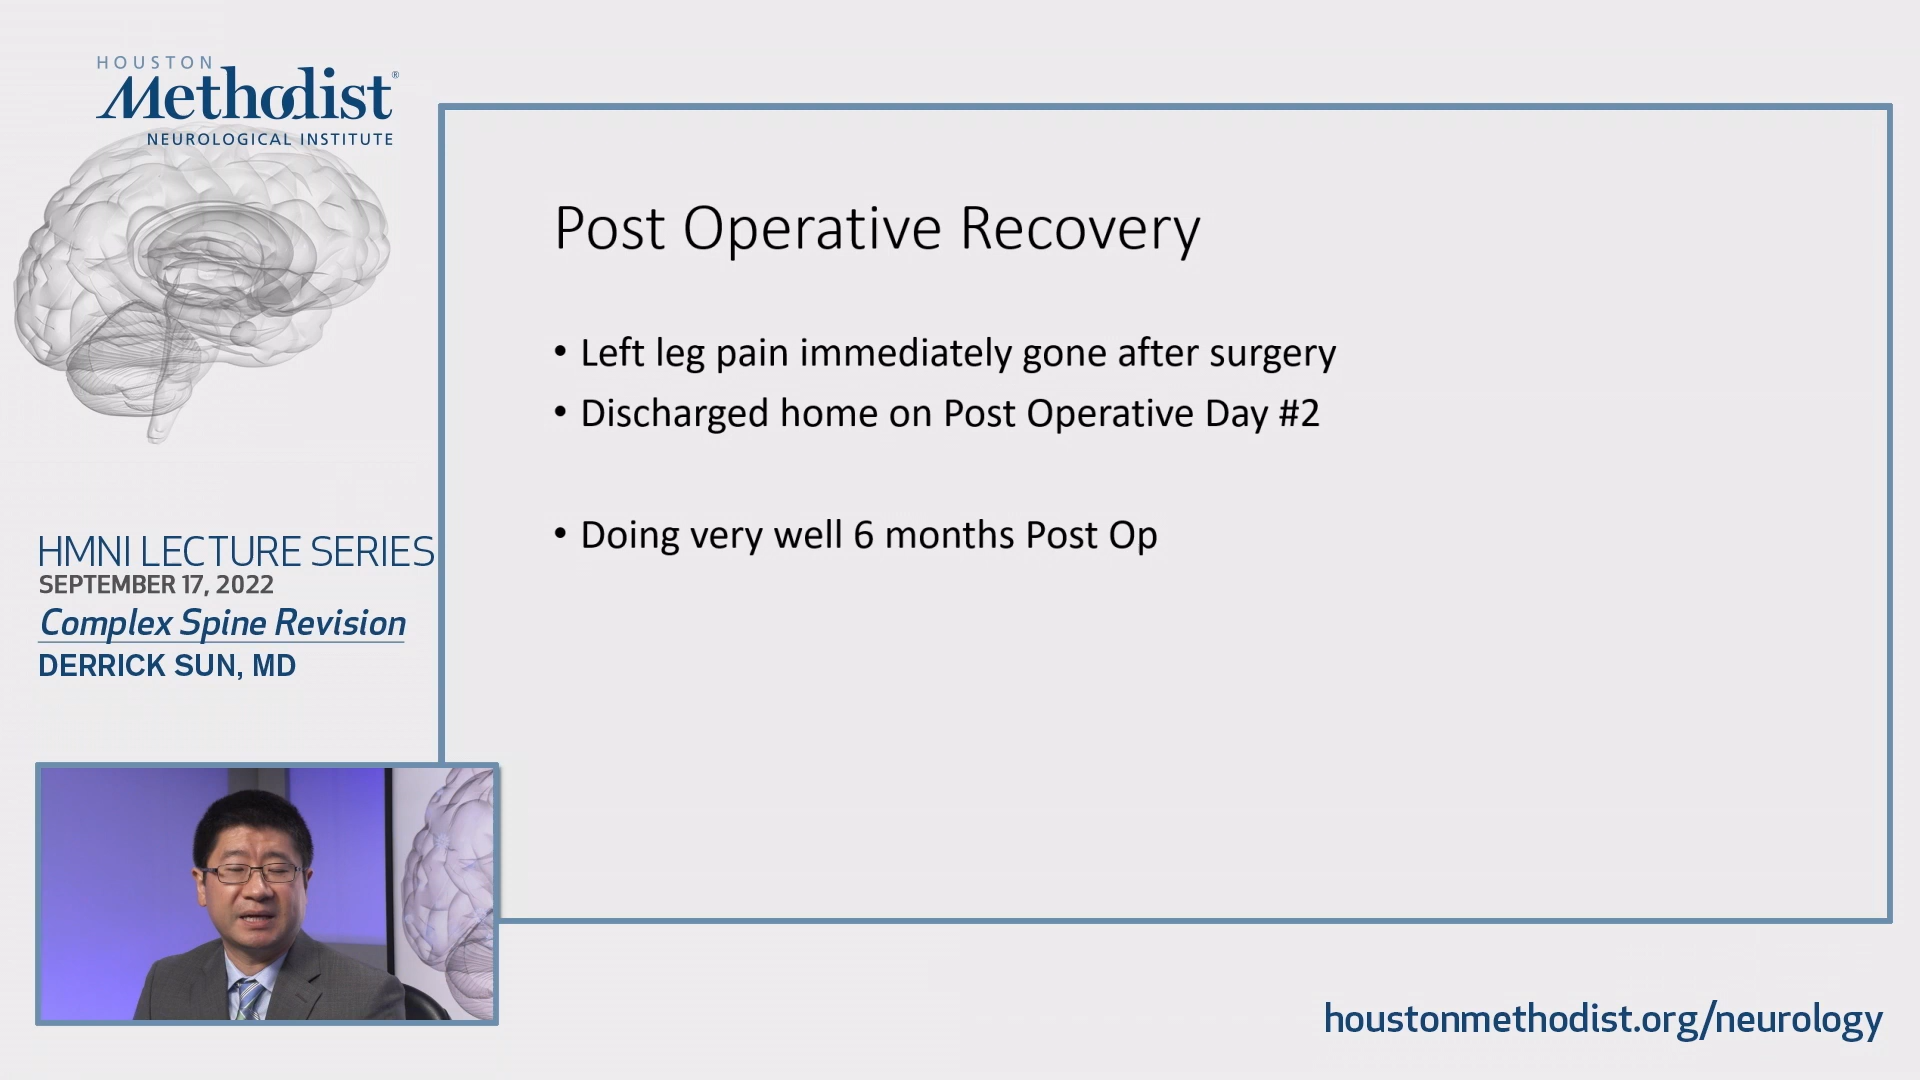 HOUSTON
Methodist®
NEUROLOGICAL INSTITUTE
HMNI LECTURE SERIES
SEPTEMBER 17, 2022
Complex Spine Revision
DERRICK SUN, MD
Post Operative Recovery
• Left leg pain immediately gone after surgery
• Discharged home on Post Operative Day #2
• Doing very well 6 months Post Op
houstonmethodist.org/neurology